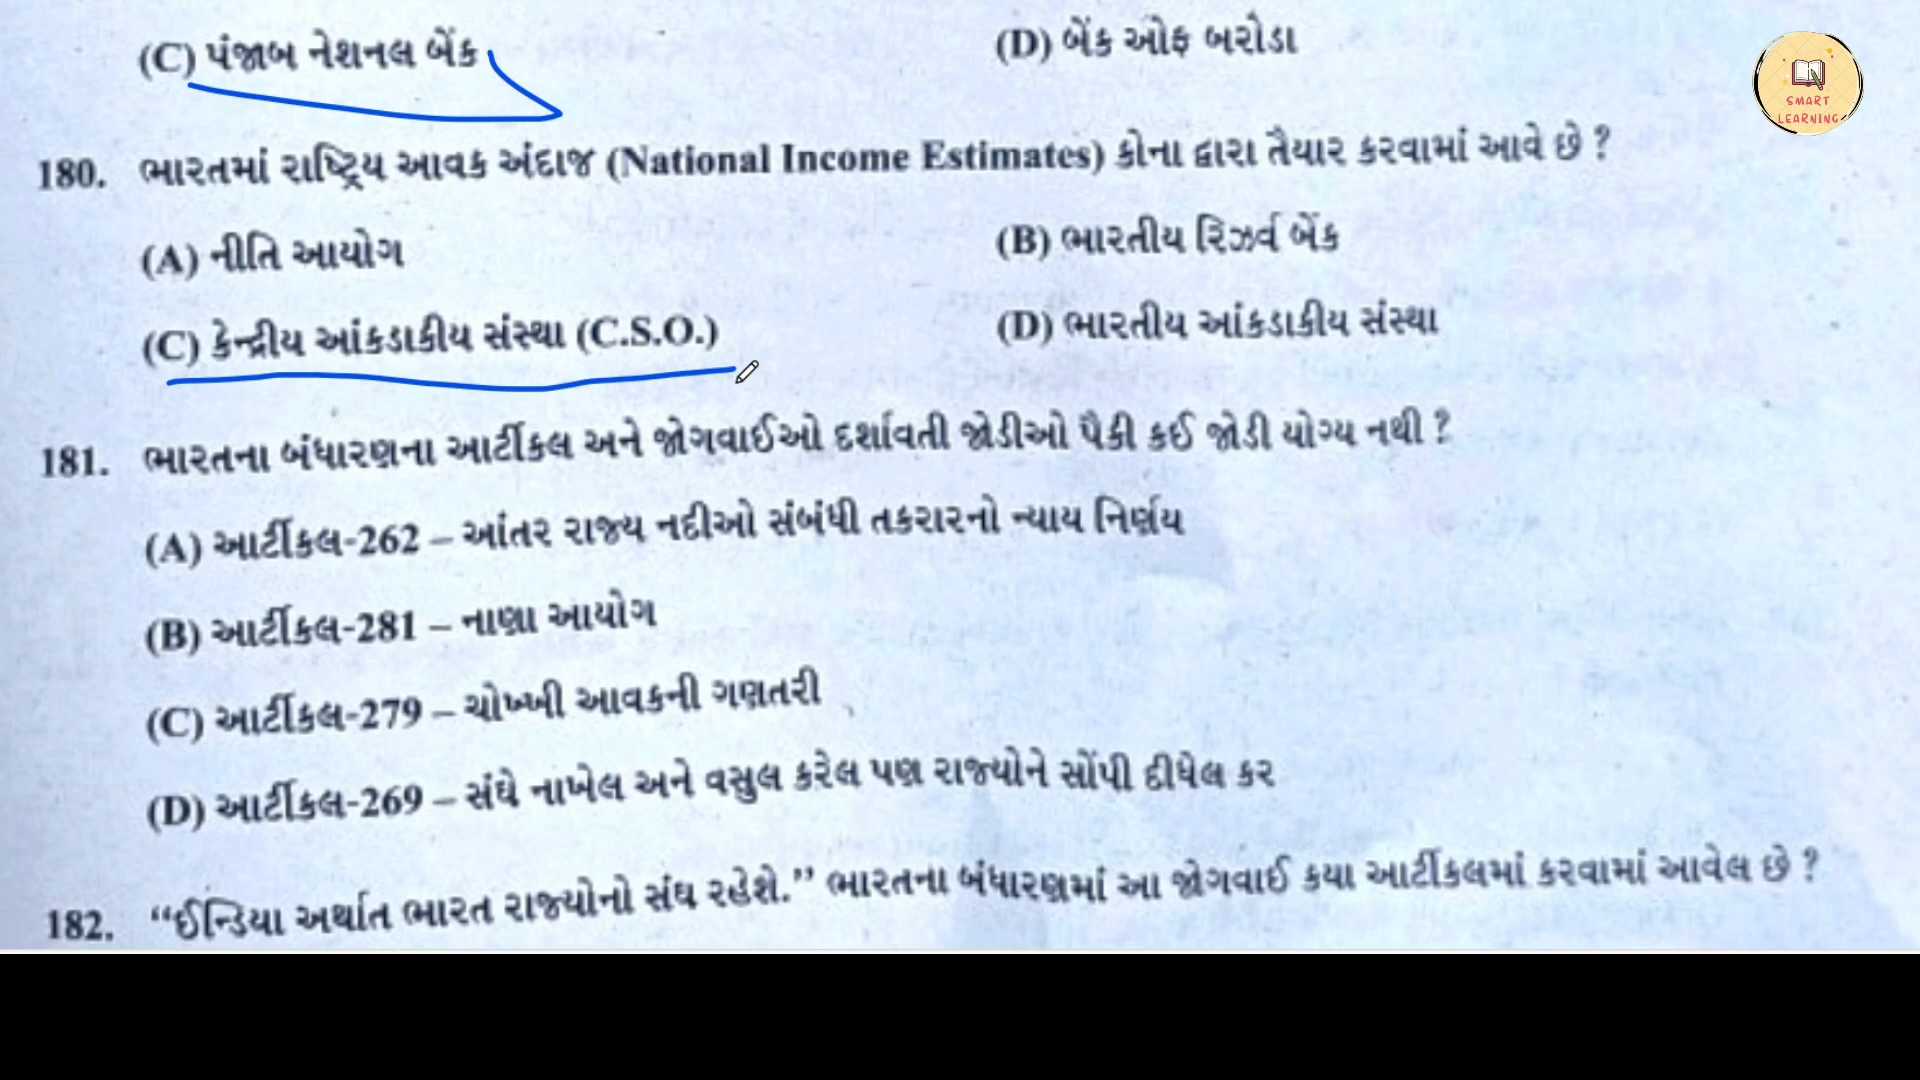 (C) પંજાબ નેશનલ બેંક
(D) બેંક ઓફ બરોડા
SMART
LEARNING
180. ભારતમાં રાષ્ટ્રિય આવક અંદાજ (National Income Estimates) કોના દ્વારા તૈયાર કરવામાં આવે છે ?
(A) નીતિ આયોગ
(B) ભારતીય રિઝર્વ બેંક
(C) કેન્દ્રીય આંકડાકીય સંસ્થા (C.S.O.)
(D) ભારતીય આંકડાકીય સંસ્થા
181. ભારતના બંધારણના આર્ટીકલ અને જોગવાઈઓ દર્શાવતી જોડીઓ પૈકી કઈ જોડી યોગ્ય નથી ?
(A) આર્ટીકલ-262 – આંતર રાજ્ય નદીઓ સંબંધી તકરારનો ન્યાય નિર્ણય
(B) આર્ટીકલ-281 – નાણા આયોગ
(C) આર્ટીકલ-279 – ચોખ્ખી આવકની ગણતરી
(D) આર્ટીકલ-269 – સંઘે નાખેલ અને વસુલ કરેલ પણ રાજ્યોને સોંપી દીધેલ કર
182. “ઈન્ડિયા અર્થાત ભારત રાજ્યોનો સંઘ રહેશે.” ભારતના બંધારણમાં આ જોગવાઈ કયા આર્ટીકલમાં કરવામાં આવેલ છે ?